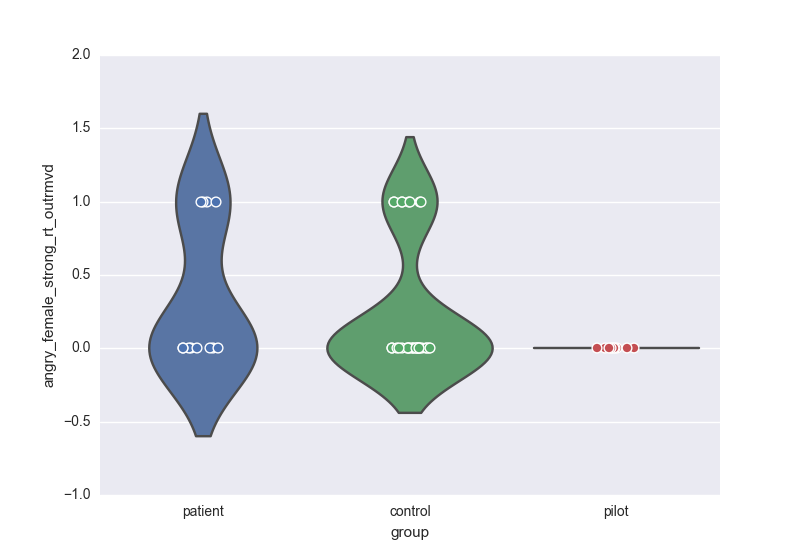 2.0
1.5
1.0
0.5
0.0
−0.5
−1.0
angry_female_strong_rt_outrmvd
patient
control
pilot
group